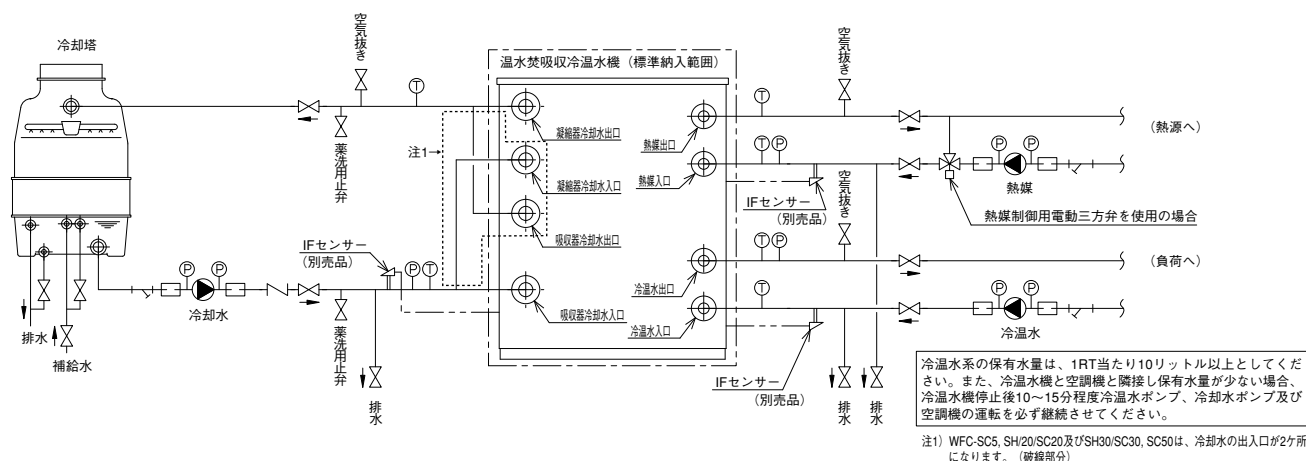 冷却塔
空気抜き
T
薬洗用止弁
注1→
温水焚吸収冷温水機（標準納入範囲）
凝縮器冷却水出口
凝縮器冷却水入口
吸収器冷却水出口
吸収器冷却水入口
熱媒出口
熱媒入口
冷温水出口
冷温水入口
T
空気抜き
T P
（熱源へ）
P P
熱媒
IFセンサー
（別売品）
空気抜き
熱媒制御用電動三方弁を使用の場合
T P
（負荷へ）
T
P P
冷温水
IFセンサー
（別売品）
排水
排水
IFセンサー
（別売品）
P T
P P
冷却水
薬洗用止弁
排水
排水
補給水
冷温水系の保有水量は、1RT当たり10リットル以上としてくだ
さい。また、冷温水機と空調機と隣接し保有水量が少ない場合、
冷温水機停止後10～15分程度冷温水ポンプ、冷却水ポンプ及び
空調機の運転を必ず継続させてください。
注1）WFC-SC5, SH/20/SC20及びSH30/SC30, SC50は、冷却水の出入口が2ケ所
になります。（破線部分）